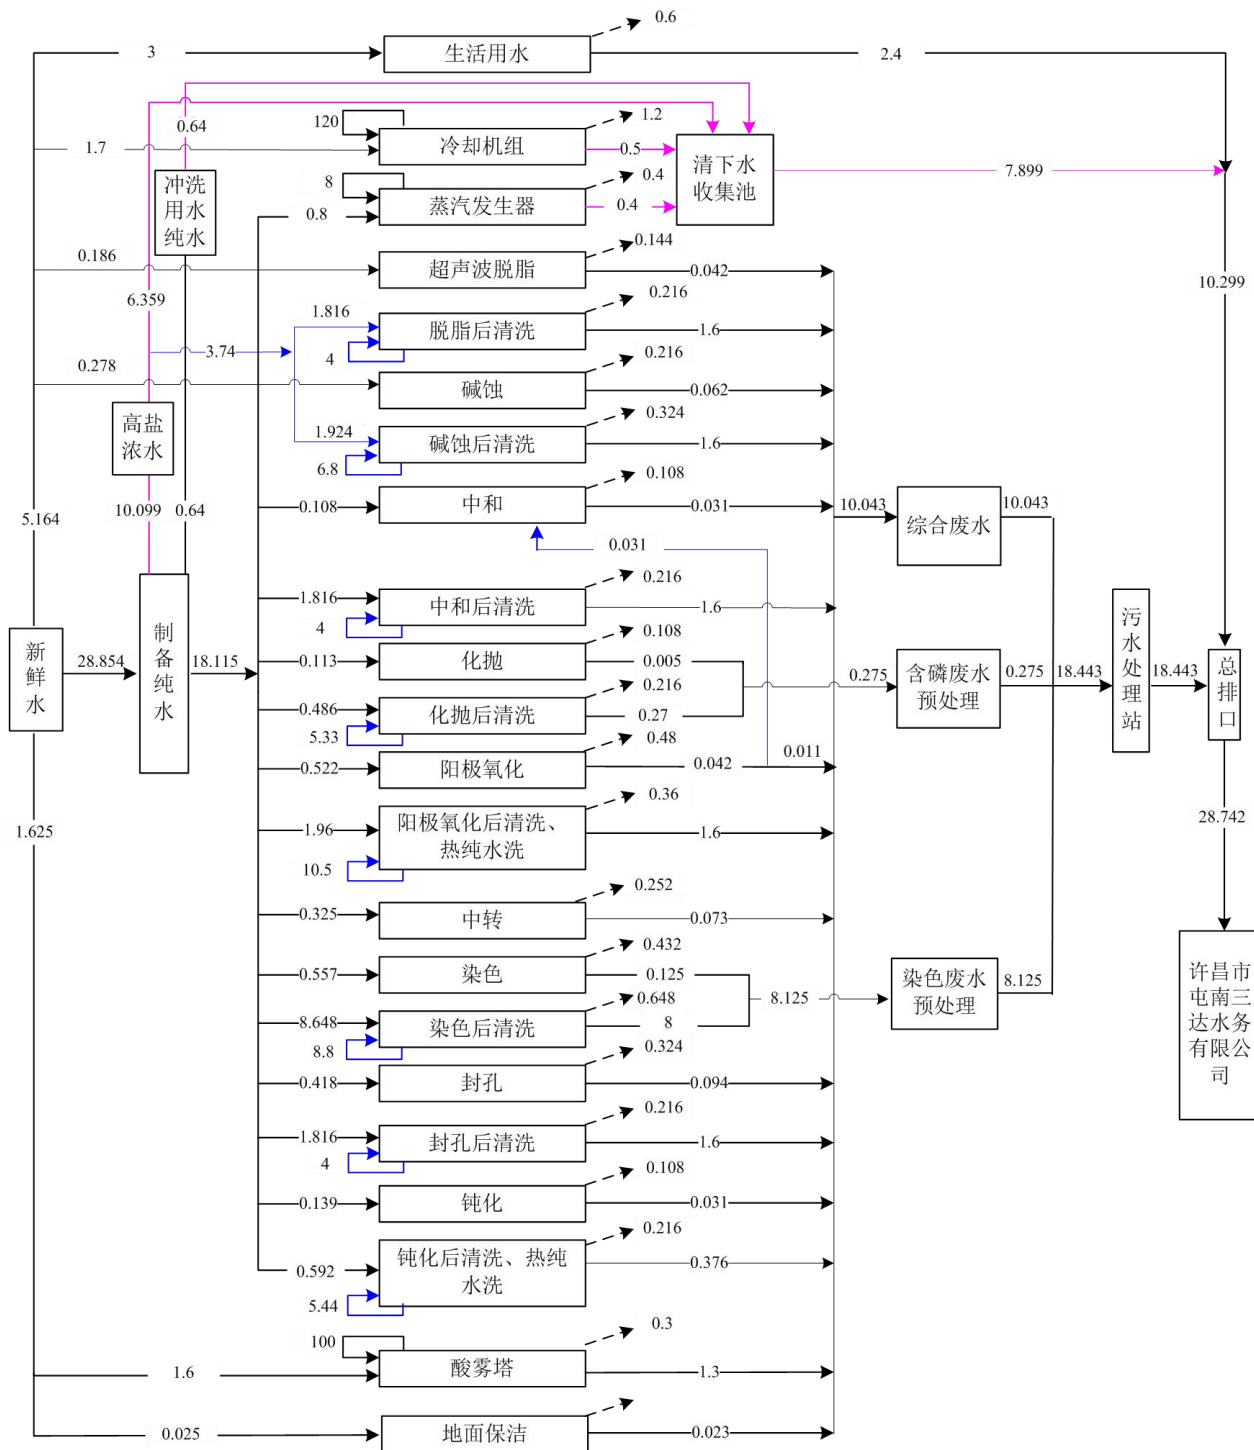 0.6
3
生活用水
2.4
0.64
120
1.2
1.7
冷却机组
0.5
清下水
收集池
7.899
冲洗
用水
纯水
8
0.4
蒸汽发生器
0.4
0.8
0.186
0.144
超声波脱脂
0.042
10.299
6.359
0.216
1.816
脱脂后清洗
1.6
4
3.74
0.278
0.216
碱蚀
0.062
高盐
浓水
0.324
1.924
碱蚀后清洗
1.6
6.8
0.108
0.108
中和
0.031
10.099
0.64
5.164
10.043
综合废水
10.043
0.031
0.216
1.816
中和后清洗
1.6
4
新鲜水
28.854
制备纯水
18.115
0.108
0.113
化抛
0.005
0.216
0.486
化抛后清洗
0.27
5.33
0.275
含磷废水
预处理
0.275
18.443
污水处理站
18.443
总排口
0.48
0.522
阳极氧化
0.042
0.011
0.36
1.625
1.96
阳极氧化后清洗、
热纯水洗
1.6
10.5
28.742
0.252
0.325
中转
0.073
0.432
0.557
染色
0.125
0.648
8.648
染色后清洗
8
8.8
8.125
染色废水
预处理
8.125
许昌市
屯南三
达水务
有限公
司
0.324
0.418
封孔
0.094
0.216
1.816
封孔后清洗
1.6
4
0.108
0.139
钝化
0.031
0.216
0.592
钝化后清洗、热纯
水洗
0.376
5.44
0.3
100
1.6
酸雾塔
1.3
0.025
地面保洁
0.023